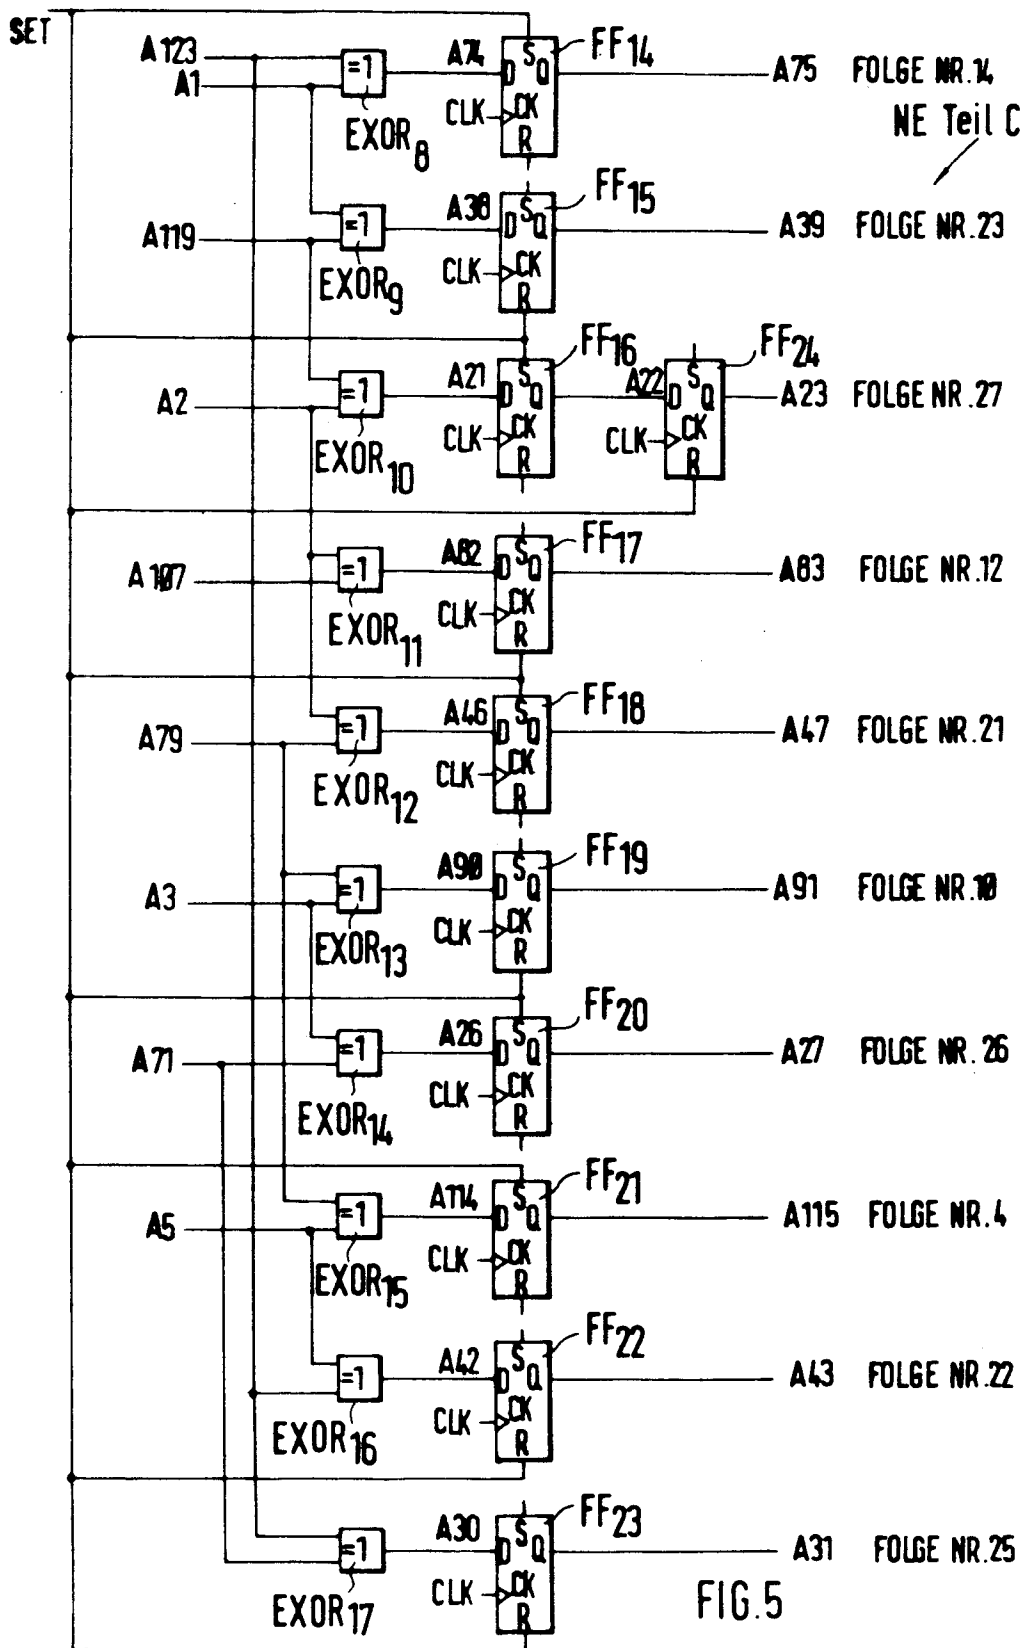 SET
A123 A74 S FF14
=1 D Q A75 FOLGE NR.14
A1 CLK CK
EXOR8 R NE Teil C
A38 S FF15
=1 D Q A39 FOLGE NR.23
A119 CLK CK
EXOR9 R
A21 S FF16 A22 S FF24
=1 D Q D Q A23 FOLGE NR.27
A2 CLK CK CLK CK
EXOR10 R R
A82 S FF17
=1 D Q A83 FOLGE NR.12
A107 CLK CK
EXOR11 R
A46 S FF18
=1 D Q A47 FOLGE NR.21
A79 CLK CK
EXOR12 R
A90 S FF19
=1 D Q A91 FOLGE NR.10
A3 CLK CK
EXOR13 R
A26 S FF20
=1 D Q A27 FOLGE NR.26
A71 CLK CK
EXOR14 R
A114 S FF21
=1 D Q A115 FOLGE NR.4
A5 CLK CK
EXOR15 R
A42 S FF22
=1 D Q A43 FOLGE NR.22
CLK CK
EXOR16 R
A30 S FF23
=1 D Q A31 FOLGE NR.25
CLK CK
EXOR17 R
FIG.5